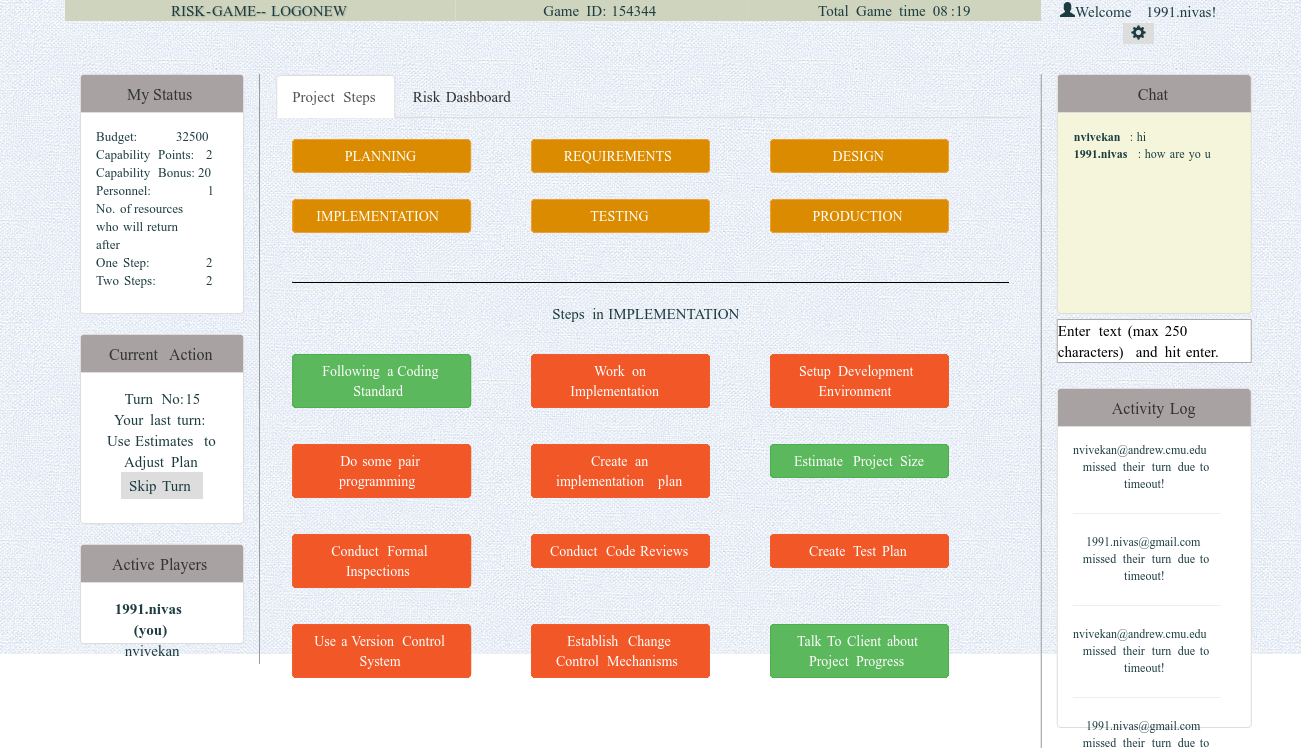 RISK-GAME-- LOGONEW Game ID: 154344 Total Game time 08:19 Welcome 1991.nivas!
My Status
Budget: 32500
Capability Points: 2
Capability Bonus: 20
Personnel: 1
No. of resources
who will return
after
One Step: 2
Two Steps: 2
Current Action
Turn No:15
Your last turn:
Use Estimates to
Adjust Plan
Skip Turn
Active Players
1991.nivas
(you)
nvivekan
Project Steps Risk Dashboard
PLANNING REQUIREMENTS DESIGN
IMPLEMENTATION TESTING PRODUCTION
Steps in IMPLEMENTATION
Following a Coding
Standard
Work on
Implementation
Setup Development
Environment
Do some pair
programming
Create an
implementation plan
Estimate Project Size
Conduct Formal
Inspections
Conduct Code Reviews
Create Test Plan
Use a Version Control
System
Establish Change
Control Mechanisms
Talk To Client about
Project Progress
Chat
nvivekan : hi
1991.nivas : how are yo u
Enter text (max 250
characters) and hit enter.
Activity Log
nvivekan@andrew.cmu.edu
missed their turn due to
timeout!
1991.nivas@gmail.com
missed their turn due to
timeout!
nvivekan@andrew.cmu.edu
missed their turn due to
timeout!
1991.nivas@gmail.com
missed their turn due to